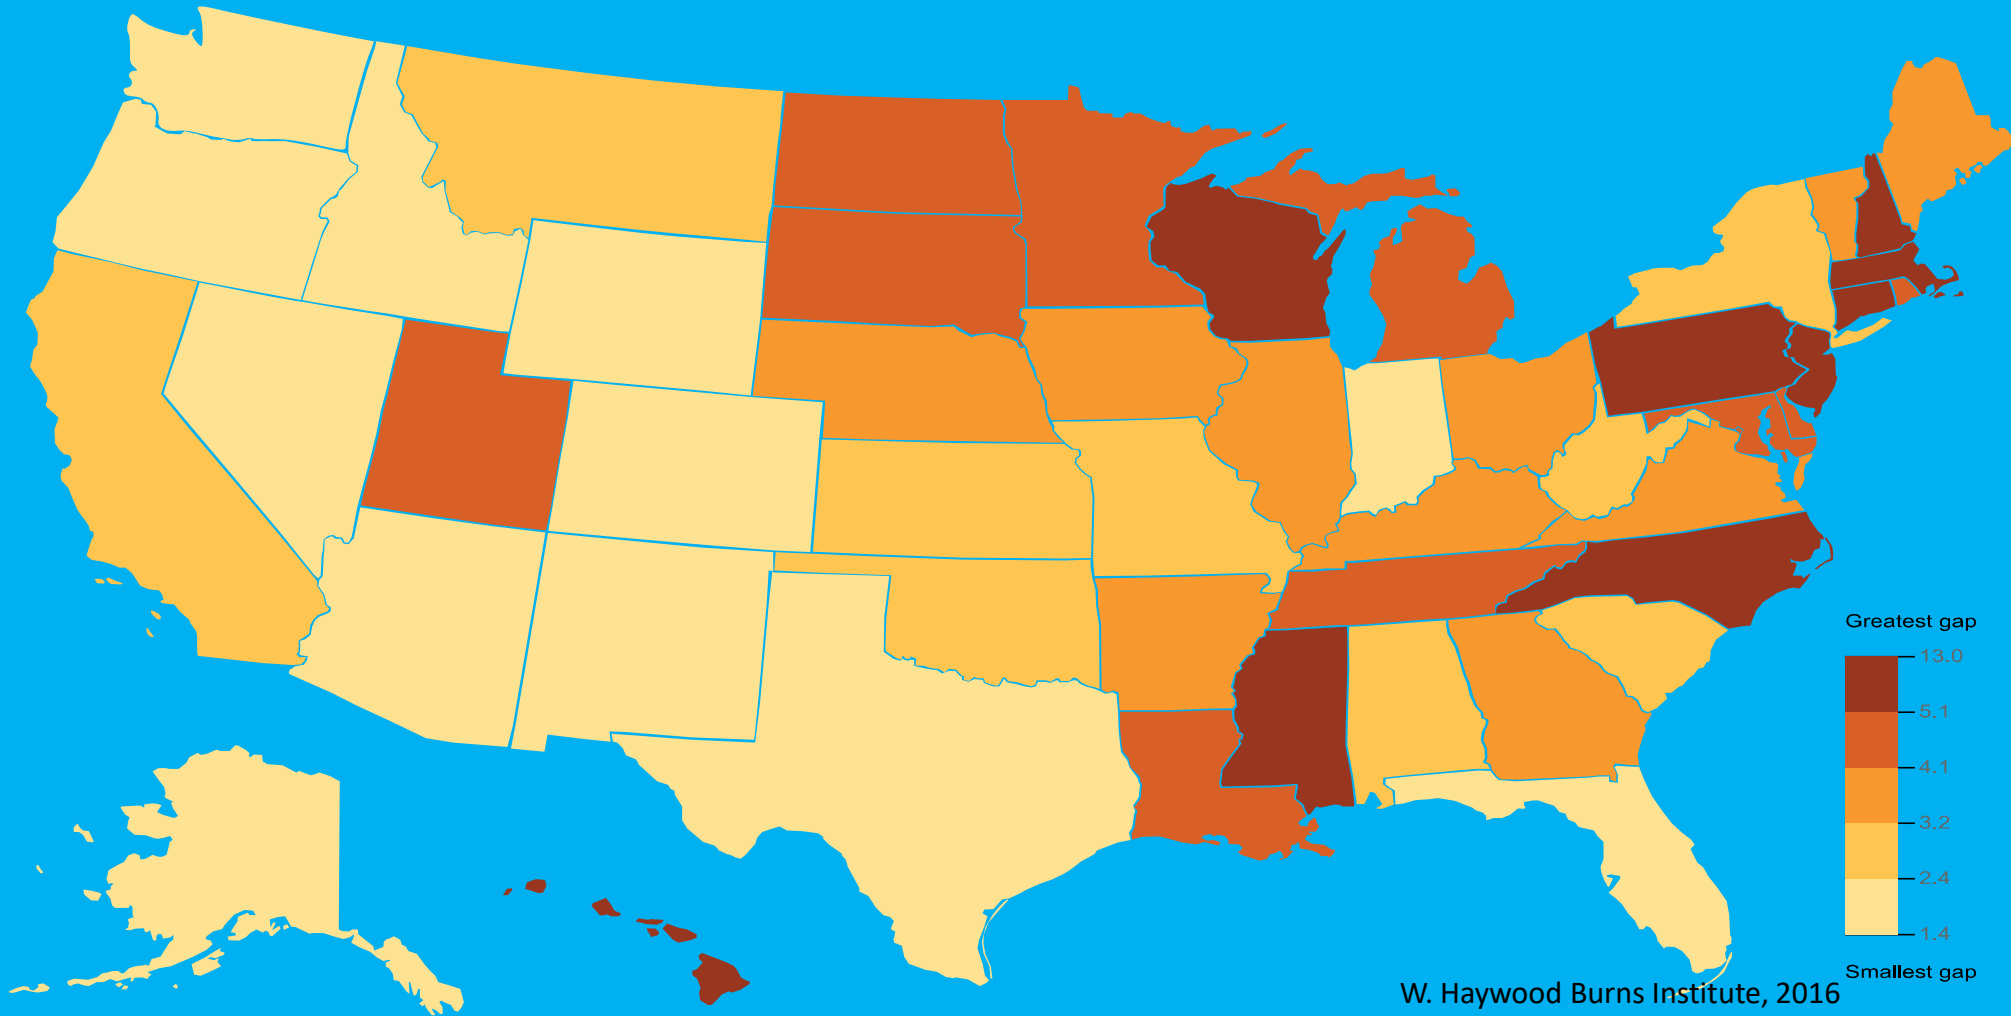 Greatest gap
13.0
5.1
4.1
3.2
2.4
1.4
Smallest gap
W. Haywood Burns Institute, 2016